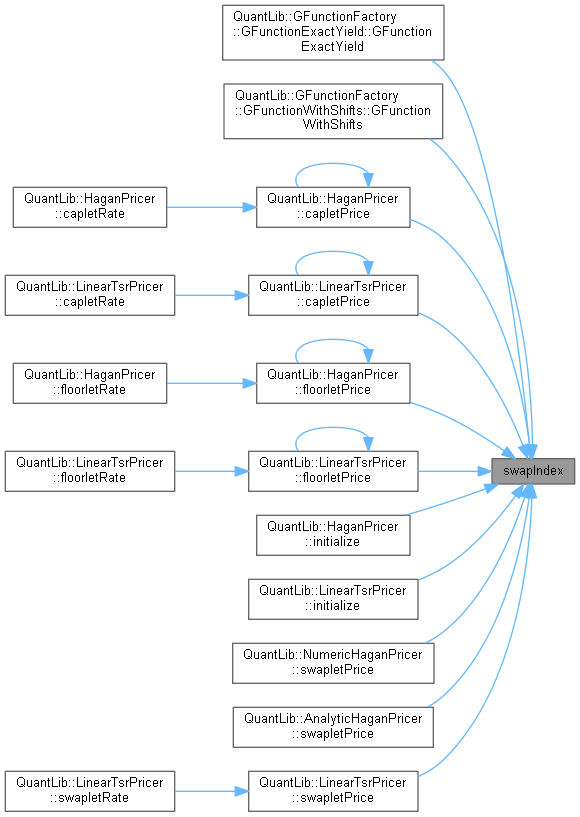 QuantLib::GFunctionFactory
::GFunctionExactYield::GFunction
ExactYield
QuantLib::GFunctionFactory
::GFunctionWithShifts::GFunction
WithShifts
QuantLib::HaganPricer
::capletRate
QuantLib::HaganPricer
::capletPrice
QuantLib::LinearTsrPricer
::capletRate
QuantLib::LinearTsrPricer
::capletPrice
QuantLib::HaganPricer
::floorletRate
QuantLib::HaganPricer
::floorletPrice
QuantLib::LinearTsrPricer
::floorletRate
QuantLib::LinearTsrPricer
::floorletPrice
swapIndex
QuantLib::HaganPricer
::initialize
QuantLib::LinearTsrPricer
::initialize
QuantLib::NumericHaganPricer
::swapletPrice
QuantLib::AnalyticHaganPricer
::swapletPrice
QuantLib::LinearTsrPricer
::swapletRate
QuantLib::LinearTsrPricer
::swapletPrice